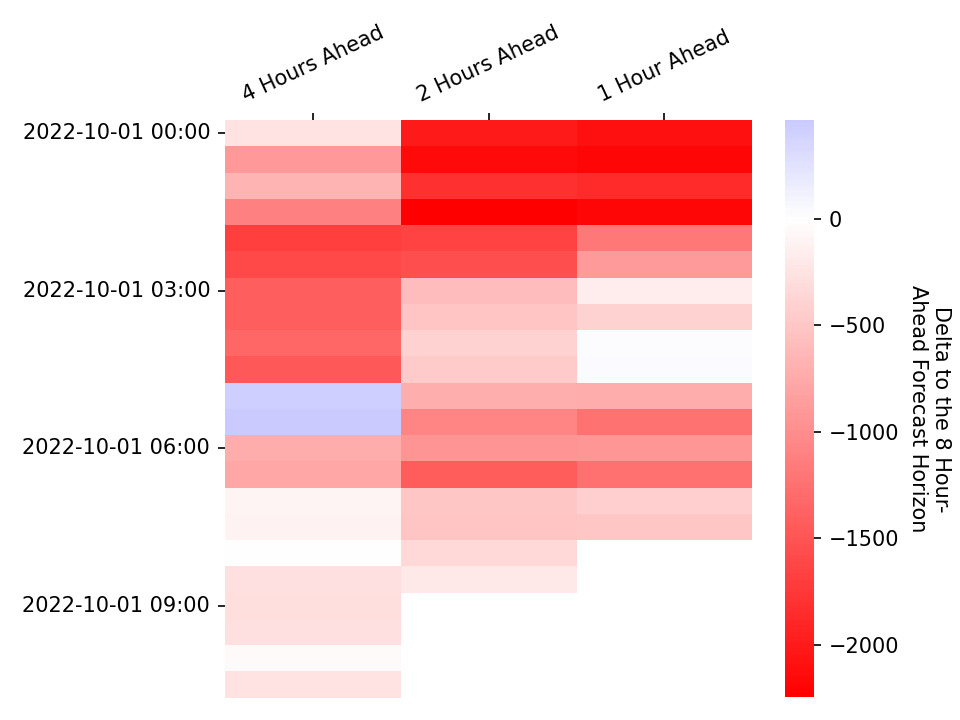 4 Hours Ahead
2 Hours Ahead
1 Hour Ahead
2022-10-01 00:00
2022-10-01 03:00
2022-10-01 06:00
2022-10-01 09:00
0
−500
−1000
−1500
−2000
Delta to the 8 Hour-
Ahead Forecast Horizon